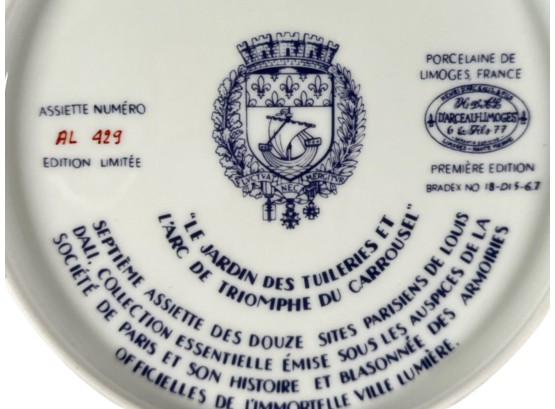 ASSIETTE NUMÉRO
AL 429
EDITION LIMITÉE
PORCELAINE DE
LIMOGES, FRANCE
D'ARCEAU-LIMOGES
PREMIÈRE EDITION
BRADEX NO 18-D15-6.7
NEC
"LE JARDIN DES TUILERIES ET
L'ARC DE TRIOMPHE DU CARROUSEL"
SEPTIÈME ASSIETTE DES DOUZE SITES PARISIENS DE LOUIS
DALI. COLLECTION ESSENTIELLE ÉMISE SOUS LES AUSPICES DE LA
SOCIÉTÉ DE PARIS ET SON HISTOIRE ET BLASONNÉE DES ARMOIRIES
OFFICIELLES DE L'IMMORTELLE VILLE LUMIÈRE.